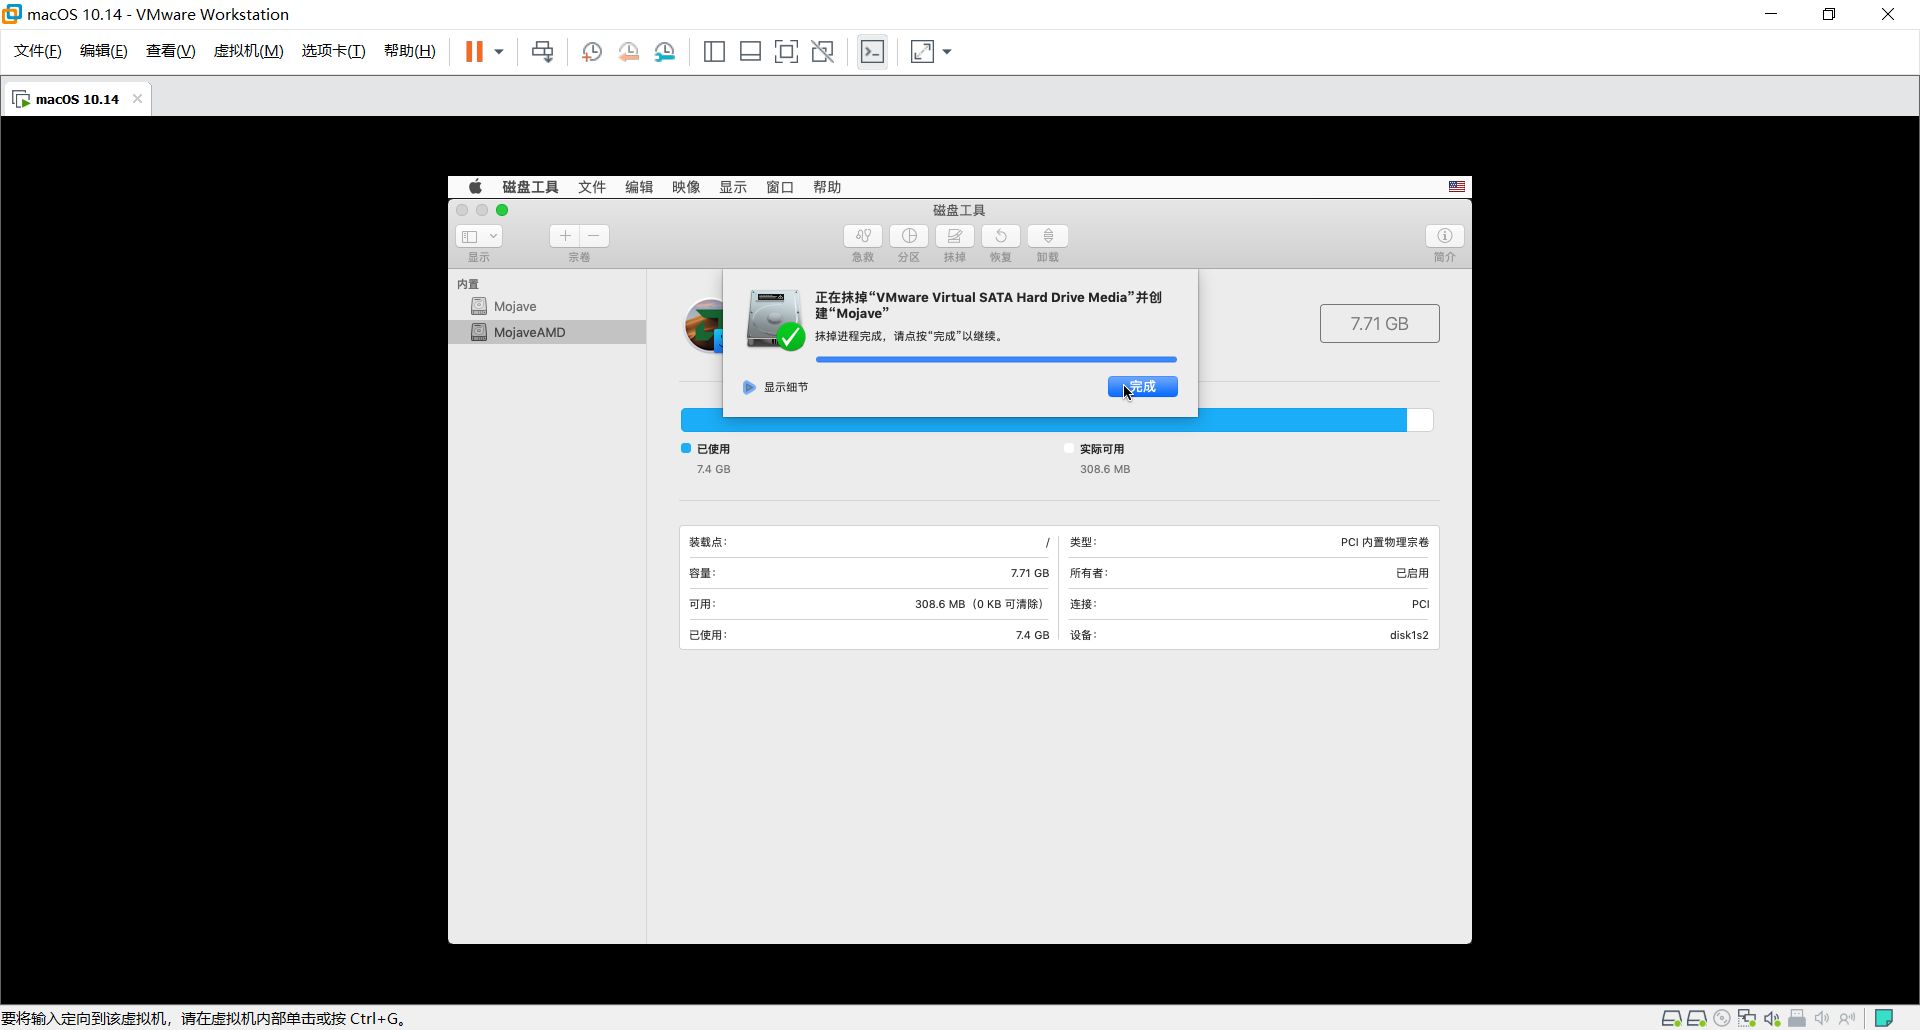 macOS 10.14 - VMware Workstation
文件(F) 编辑(E) 查看(V) 虚拟机(M) 选项卡(T) 帮助(H)
macOS 10.14
磁盘工具 文件 编辑 映像 显示 窗口 帮助
磁盘工具
显示 宗卷 急救 分区 抹掉 恢复 卸载 简介
内置
Mojave
MojaveAMD
正在抹掉“VMware Virtual SATA Hard Drive Media”并创
建“Mojave”
抹掉进程完成，请点按“完成”以继续。
显示细节
完成
7.71 GB
已使用
7.4 GB
实际可用
308.6 MB
装载点： /
类型： PCI 内置物理宗卷
容量： 7.71 GB
所有者： 已启用
可用： 308.6 MB（0 KB 可清除）
连接： PCI
已使用： 7.4 GB
设备： disk1s2
要将输入定向到该虚拟机，请在虚拟机内部单击或按 Ctrl+G。